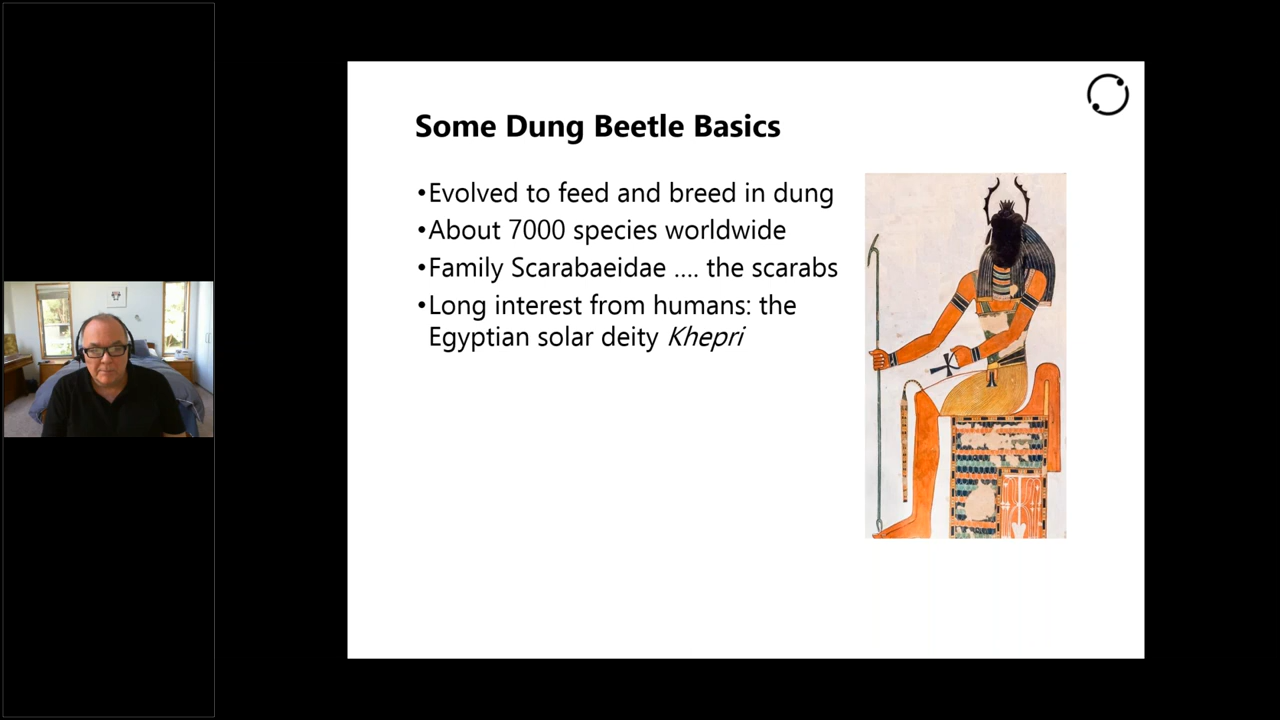 Some Dung Beetle Basics
•Evolved to feed and breed in dung
•About 7000 species worldwide
•Family Scarabaeidae .... the scarabs
•Long interest from humans: the
Egyptian solar deity Khepri